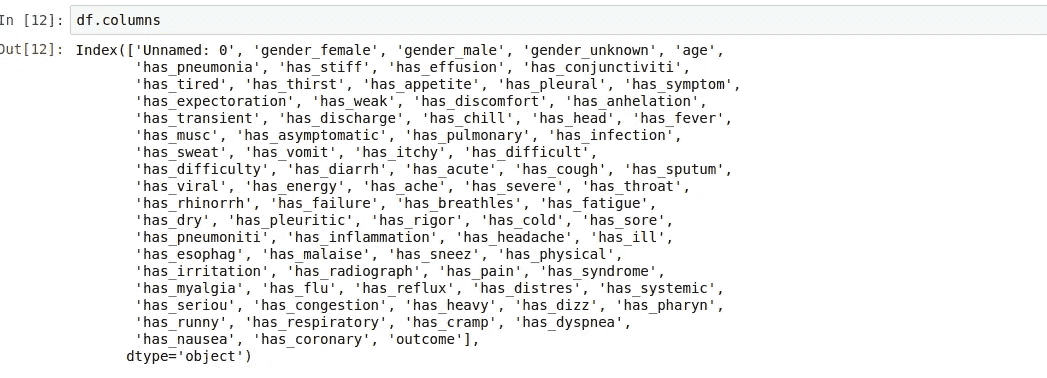 In [12]: df.columns
Out[12]: Index(['Unnamed: 0', 'gender_female', 'gender_male', 'gender_unknown', 'age',
'has_pneumonia', 'has_stiff', 'has_effusion', 'has_conjunctiviti',
'has_tired', 'has_thirst', 'has_appetite', 'has_pleural', 'has_symptom',
'has_expectoration', 'has_weak', 'has_discomfort', 'has_anhelation',
'has_transient', 'has_discharge', 'has_chill', 'has_head', 'has_fever',
'has_musc', 'has_asymptomatic', 'has_pulmonary', 'has_infection',
'has_sweat', 'has_vomit', 'has_itchy', 'has_difficult',
'has_difficulty', 'has_diarrh', 'has_acute', 'has_cough', 'has_sputum',
'has_viral', 'has_energy', 'has_ache', 'has_severe', 'has_throat',
'has_rhinorrh', 'has_failure', 'has_breathles', 'has_fatigue',
'has_dry', 'has_pleuritic', 'has_rigor', 'has_cold', 'has_sore',
'has_pneumoniti', 'has_inflammation', 'has_headache', 'has_ill',
'has_esophag', 'has_malaise', 'has_sneez', 'has_physical',
'has_irritation', 'has_radiograph', 'has_pain', 'has_syndrome',
'has_myalgia', 'has_flu', 'has_reflux', 'has_distres', 'has_systemic',
'has_seriou', 'has_congestion', 'has_heavy', 'has_dizz', 'has_pharyn',
'has_runny', 'has_respiratory', 'has_cramp', 'has_dyspnea',
'has_nausea', 'has_coronary', 'outcome'],
dtype='object')